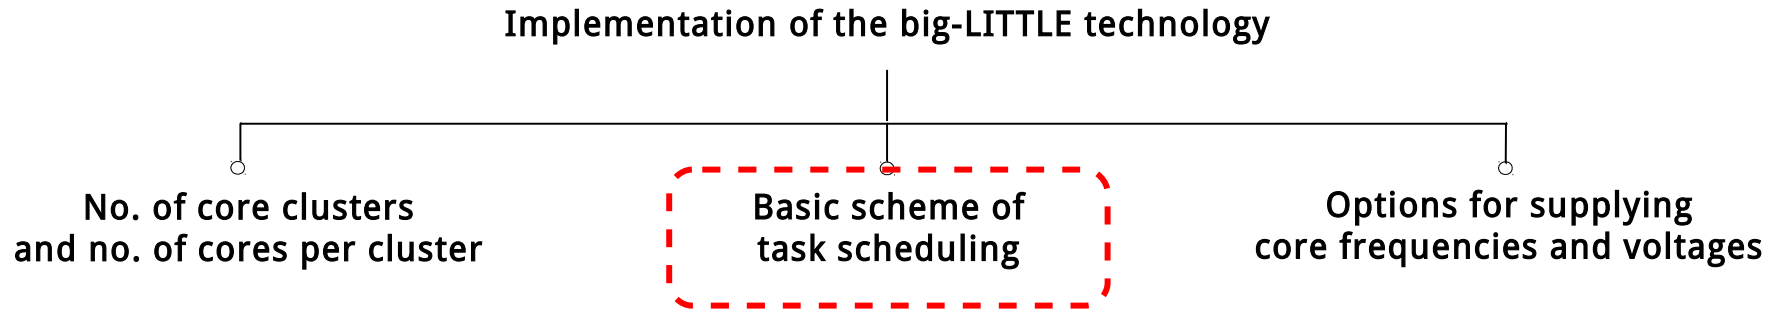 Implementation of the big-LITTLE technology
No. of core clusters
and no. of cores per cluster
Basic scheme of
task scheduling
Options for supplying
core frequencies and voltages